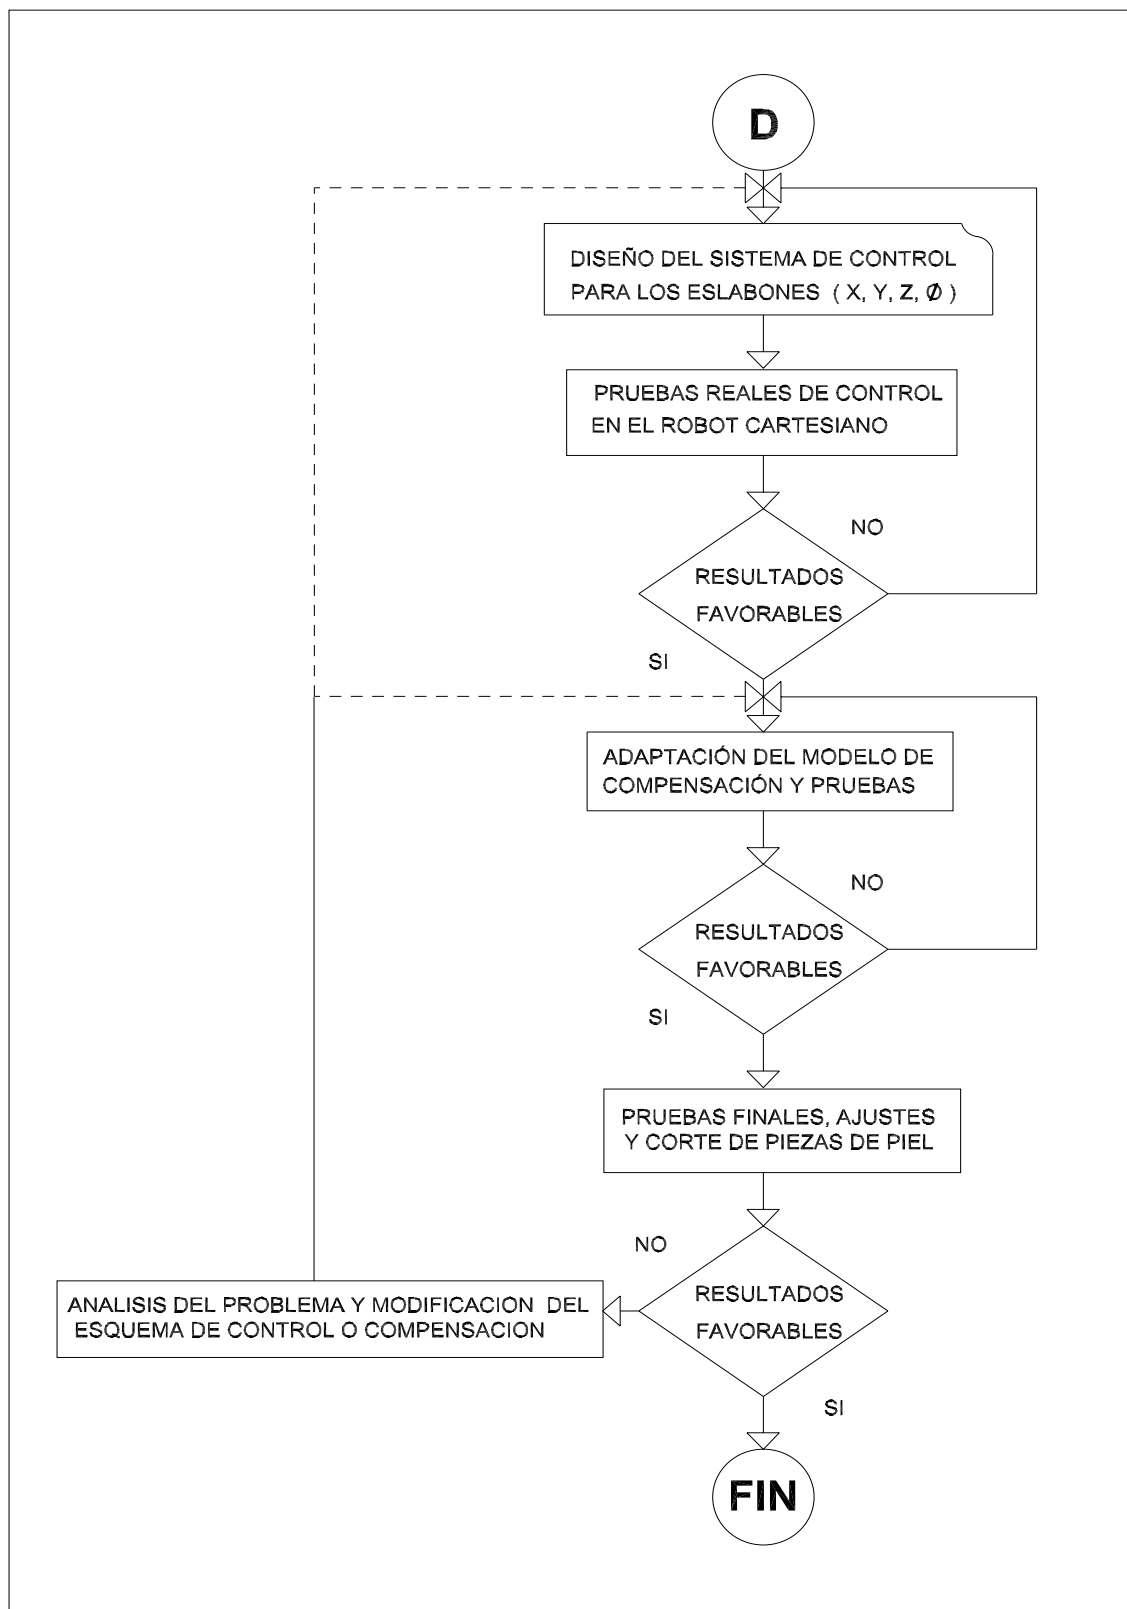 D
DISEÑO DEL SISTEMA DE CONTROL
PARA LOS ESLABONES ( X, Y, Z, Ø )
PRUEBAS REALES DE CONTROL
EN EL ROBOT CARTESIANO
NO
RESULTADOS
FAVORABLES
SI
ADAPTACIÓN DEL MODELO DE
COMPENSACIÓN Y PRUEBAS
NO
RESULTADOS
FAVORABLES
SI
PRUEBAS FINALES, AJUSTES
Y CORTE DE PIEZAS DE PIEL
NO
RESULTADOS
FAVORABLES
ANALISIS DEL PROBLEMA Y MODIFICACION DEL
ESQUEMA DE CONTROL O COMPENSACION
SI
FIN